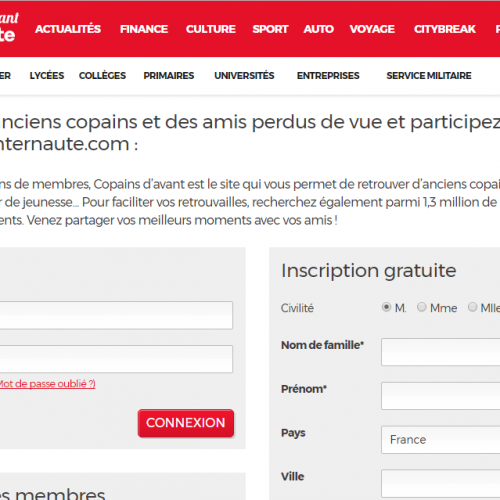 ACTUALITÉS FINANCE CULTURE SPORT AUTO VOYAGE CITYBREAK
LYCÉES COLLÈGES PRIMAIRES UNIVERSITÉS ENTREPRISES SERVICE MILITAIRE
anciens copains et des amis perdus de vue et participez
nternaute.com :
ns de membres, Copains d'avant est le site qui vous permet de retrouver d'anciens copai
r de jeunesse... Pour faciliter vos retrouvailles, recherchez également parmi 1,3 million de
ents. Venez partager vos meilleurs moments avec vos amis !
Inscription gratuite
Civilité M. Mme Mlle
Nom de famille*
Mot de passe oublié ?)
Prénom*
CONNEXION
Pays France
Ville
es membres